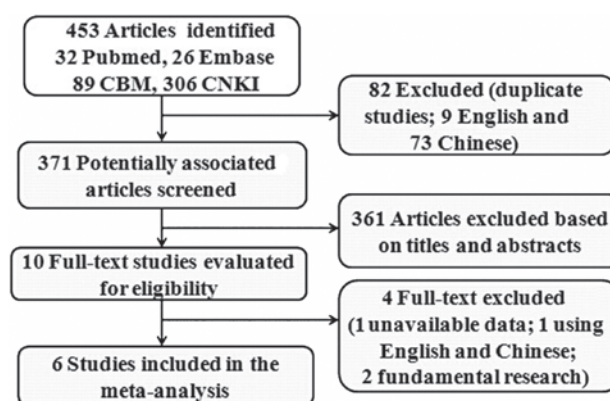 453 Articles identified
32 Pubmed, 26 Embase
89 CBM, 306 CNKI
82 Excluded (duplicate
studies; 9 English and
73 Chinese)
371 Potentially associated
articles screened
361 Articles excluded based
on titles and abstracts
10 Full-text studies evaluated
for eligibility
4 Full-text excluded
(1 unavailable data; 1 using
English and Chinese;
2 fundamental research)
6 Studies included in the
meta-analysis